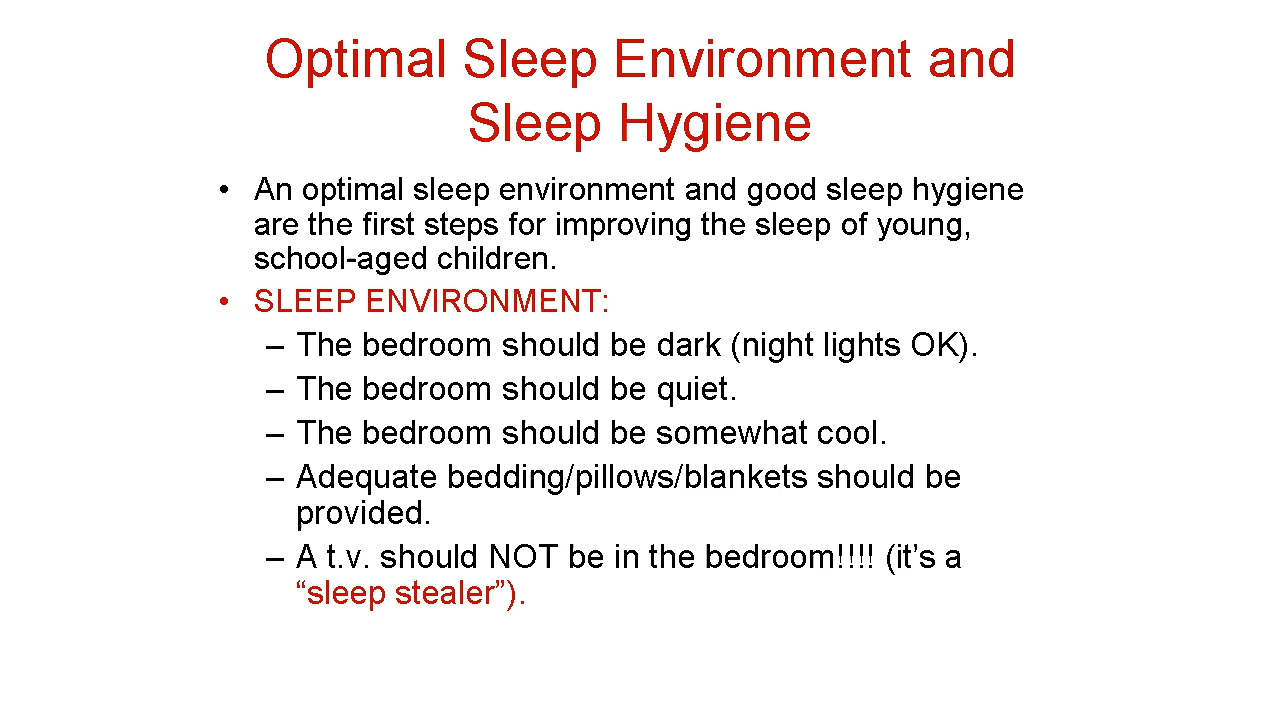 Optimal Sleep Environment and
Sleep Hygiene
• An optimal sleep environment and good sleep hygiene
are the first steps for improving the sleep of young,
school-aged children.
• SLEEP ENVIRONMENT:
– The bedroom should be dark (night lights OK).
– The bedroom should be quiet.
– The bedroom should be somewhat cool.
– Adequate bedding/pillows/blankets should be
provided.
– A t.v. should NOT be in the bedroom!!!! (it’s a
“sleep stealer”).